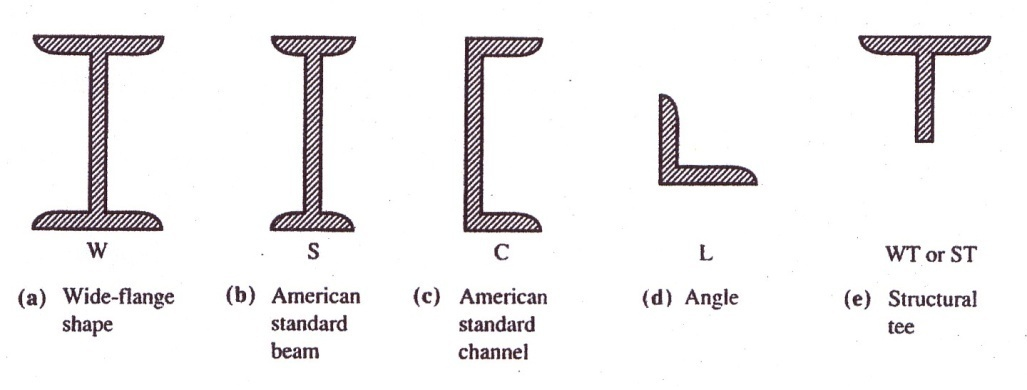 W
S
C
L
WT or ST
(a) Wide-flange
shape
(b) American
standard
beam
(c) American
standard
channel
(d) Angle
(e) Structural
tee